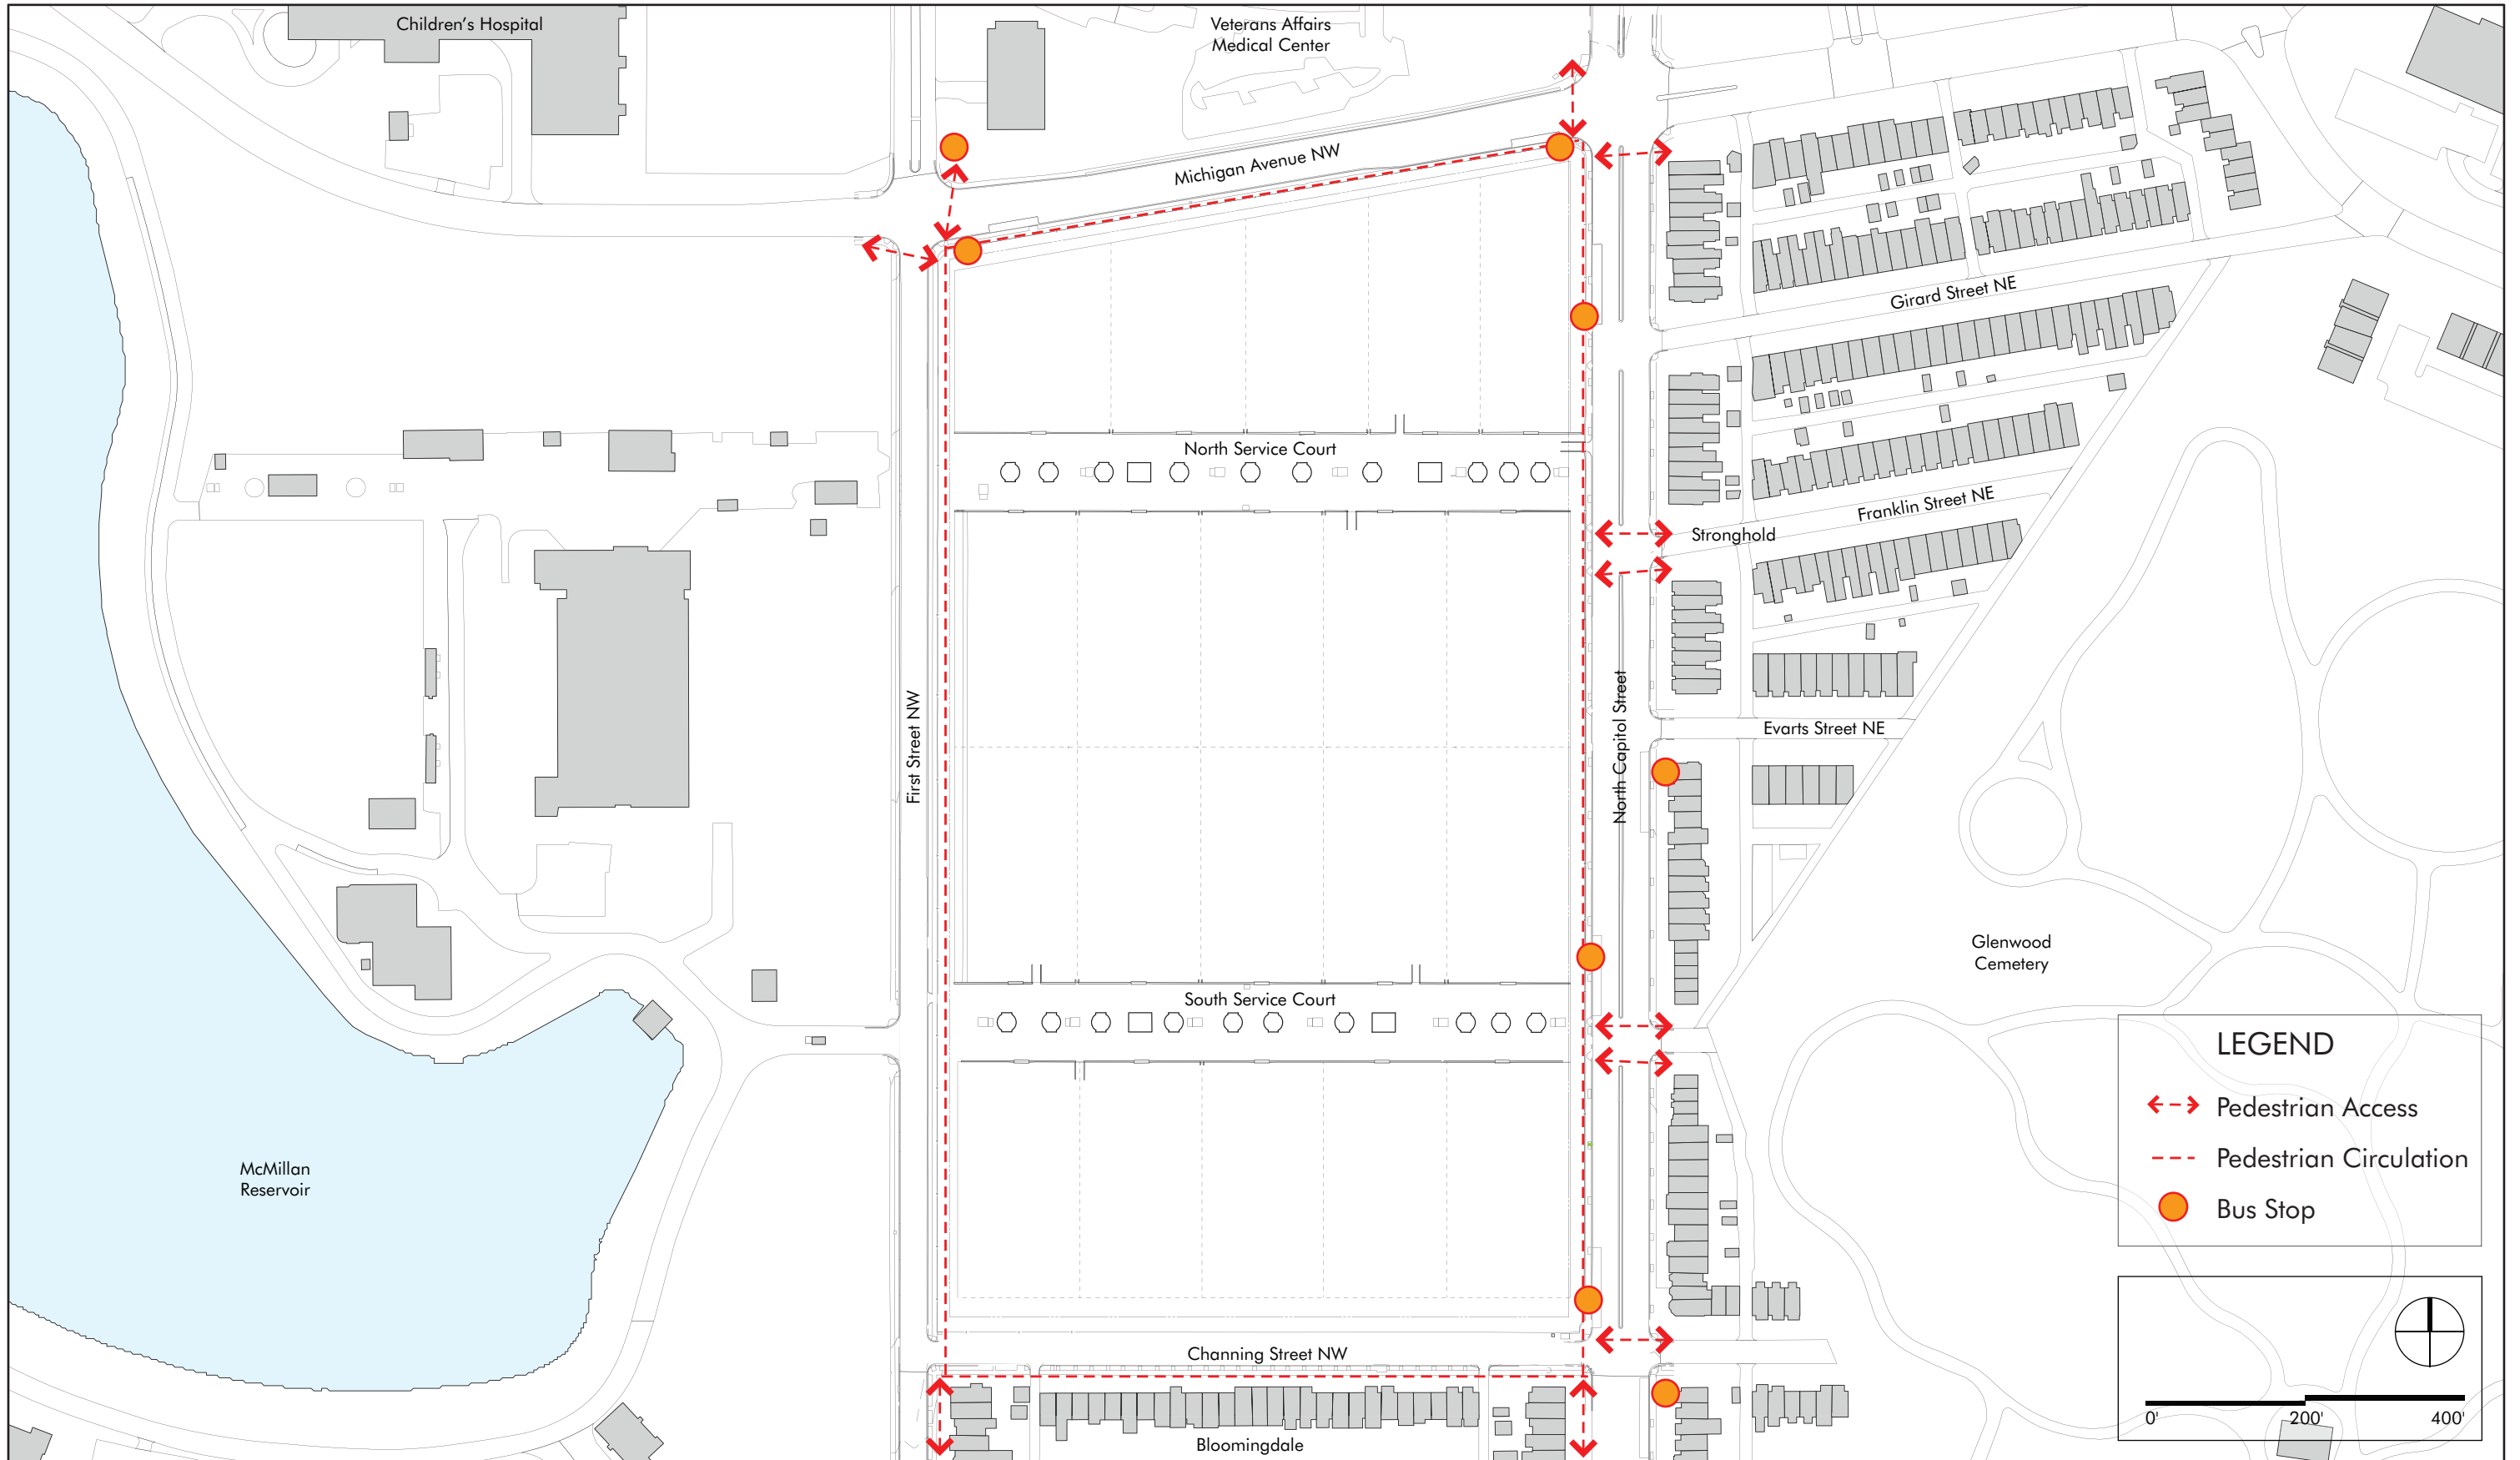 Children's Hospital
Veterans Affairs
Medical Center
Michigan Avenue NW
Girard Street NE
North Service Court
Franklin Street NE
Stronghold
First Street NW
North Capitol Street
Evarts Street NE
Glenwood
Cemetery
South Service Court
McMillan
Reservoir
LEGEND
Pedestrian Access
Pedestrian Circulation
Bus Stop
Channing Street NW
Bloomingdale
0' 200' 400'